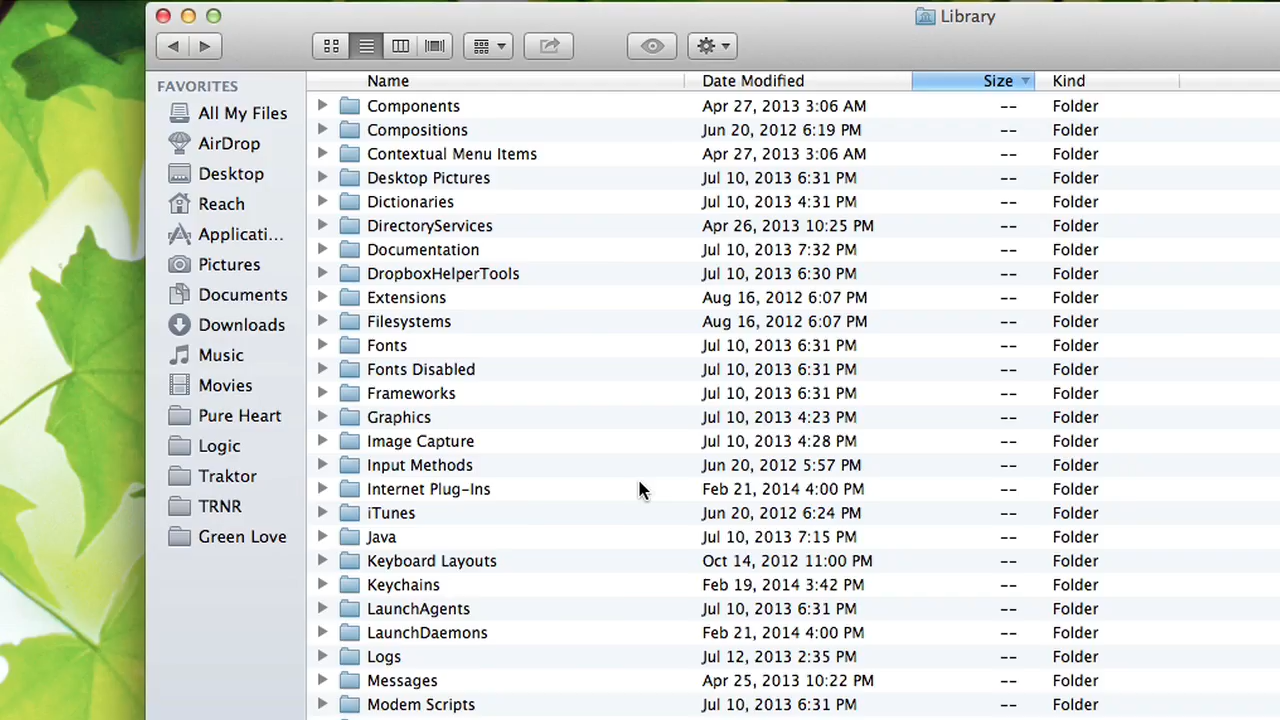 Library
FAVORITES
All My Files
AirDrop
Desktop
Reach
Applicati...
Pictures
Documents
Downloads
Music
Movies
Pure Heart
Logic
Traktor
TRNR
Green Love
Name Date Modified Size Kind
Components Apr 27, 2013 3:06 AM -- Folder
Compositions Jun 20, 2012 6:19 PM -- Folder
Contextual Menu Items Apr 27, 2013 3:06 AM -- Folder
Desktop Pictures Jul 10, 2013 6:31 PM -- Folder
Dictionaries Jul 10, 2013 4:31 PM -- Folder
DirectoryServices Apr 26, 2013 10:25 PM -- Folder
Documentation Jul 10, 2013 7:32 PM -- Folder
DropboxHelperTools Jul 10, 2013 6:30 PM -- Folder
Extensions Aug 16, 2012 6:07 PM -- Folder
Filesystems Aug 16, 2012 6:07 PM -- Folder
Fonts Jul 10, 2013 6:31 PM -- Folder
Fonts Disabled Jul 10, 2013 6:31 PM -- Folder
Frameworks Jul 10, 2013 6:31 PM -- Folder
Graphics Jul 10, 2013 4:23 PM -- Folder
Image Capture Jul 10, 2013 4:28 PM -- Folder
Input Methods Jun 20, 2012 5:57 PM -- Folder
Internet Plug-Ins Feb 21, 2014 4:00 PM -- Folder
iTunes Jun 20, 2012 6:24 PM -- Folder
Java Jul 10, 2013 7:15 PM -- Folder
Keyboard Layouts Oct 14, 2012 11:00 PM -- Folder
Keychains Feb 19, 2014 3:42 PM -- Folder
LaunchAgents Jul 10, 2013 6:31 PM -- Folder
LaunchDaemons Feb 21, 2014 4:00 PM -- Folder
Logs Jul 12, 2013 2:35 PM -- Folder
Messages Apr 25, 2013 10:22 PM -- Folder
Modem Scripts Jul 10, 2013 6:31 PM -- Folder